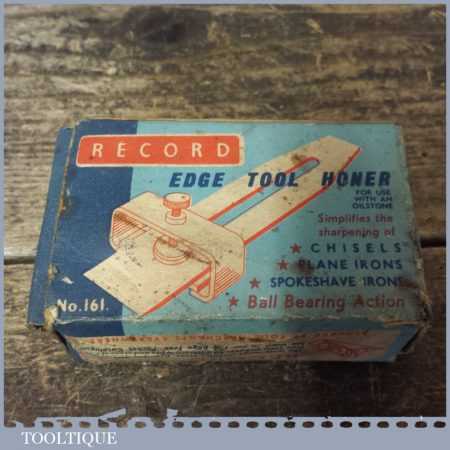 RECORD
EDGE TOOL HONER
FOR USE
WITH AN
OILSTONE
Simplifies the
sharpening of
★ CHISELS
★ PLANE IRONS
★ SPOKESHAVE IRONS
★ Ball Bearing Action
No.161.
TOOLTIQUE